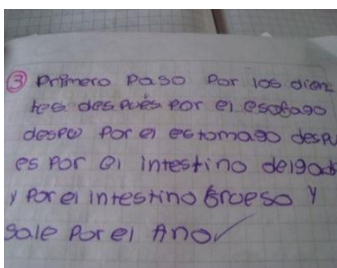 ③ Primero Paso Por los dien
tes después Por el esofago
despu Por el estomago despu
es Por el intestino delgado
y Por el intestino Grueso Y
Sale Por el Ano